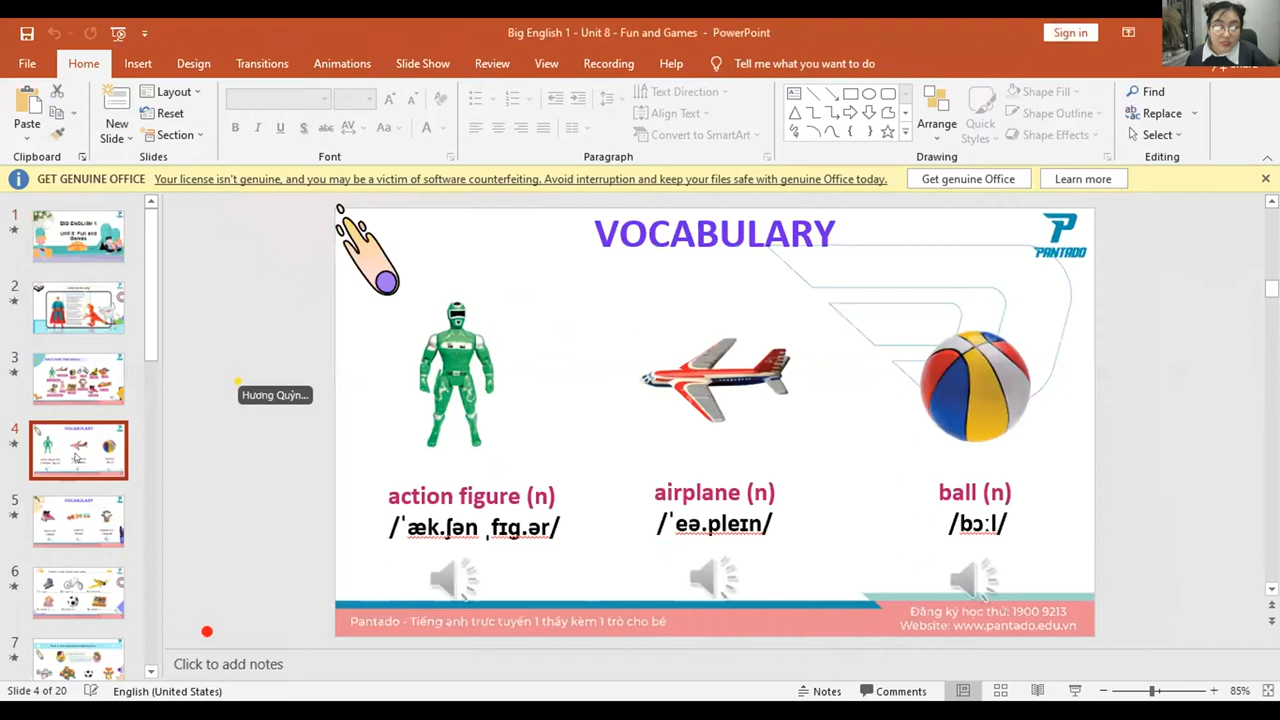 Big English 1 - Unit 8 - Fun and Games - PowerPoint
Sign in
File Home Insert Design Transitions Animations Slide Show Review View Recording Help Tell me what you want to do
Paste
New Slide
Layout
Reset
Section
Text Direction
Align Text
Convert to SmartArt
Arrange
Quick Styles
Shape Fill
Shape Outline
Shape Effects
Find
Replace
Select
Clipboard Slides Font Paragraph Drawing Editing
GET GENUINE OFFICE Your license isn't genuine, and you may be a victim of software counterfeiting. Avoid interruption and keep your files safe with genuine Office today. Get genuine Office Learn more
1
2
3
4
5
6
7
Hương Quỳn...
VOCABULARY
PANTADO
action figure (n)
/ˈæk.ʃən ˌfɪɡ.ər/
airplane (n)
/ˈeə.pleɪn/
ball (n)
/bɔːl/
Pantado - Tiếng anh trực tuyến 1 thầy kèm 1 trò cho bé
Đăng ký học thử: 1900 9213
Website: www.pantado.edu.vn
Click to add notes
Slide 4 of 20 English (United States) Notes Comments 85%